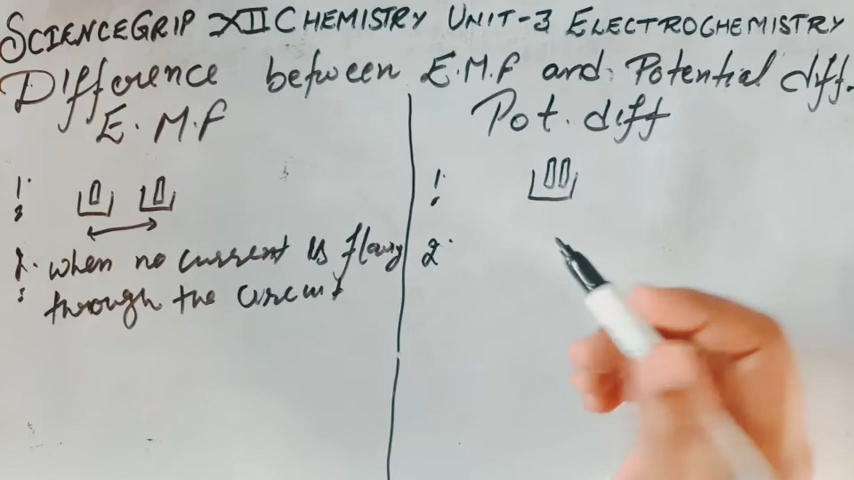 SCIENCEGRIP XII CHEMISTRY UNIT-3 ELECTROCHEMISTRY
Difference between E.M.F and Potential diff.
E.M.F
Pot. diff
1.
1.
2. when no current is flowing
through the circuit
2.